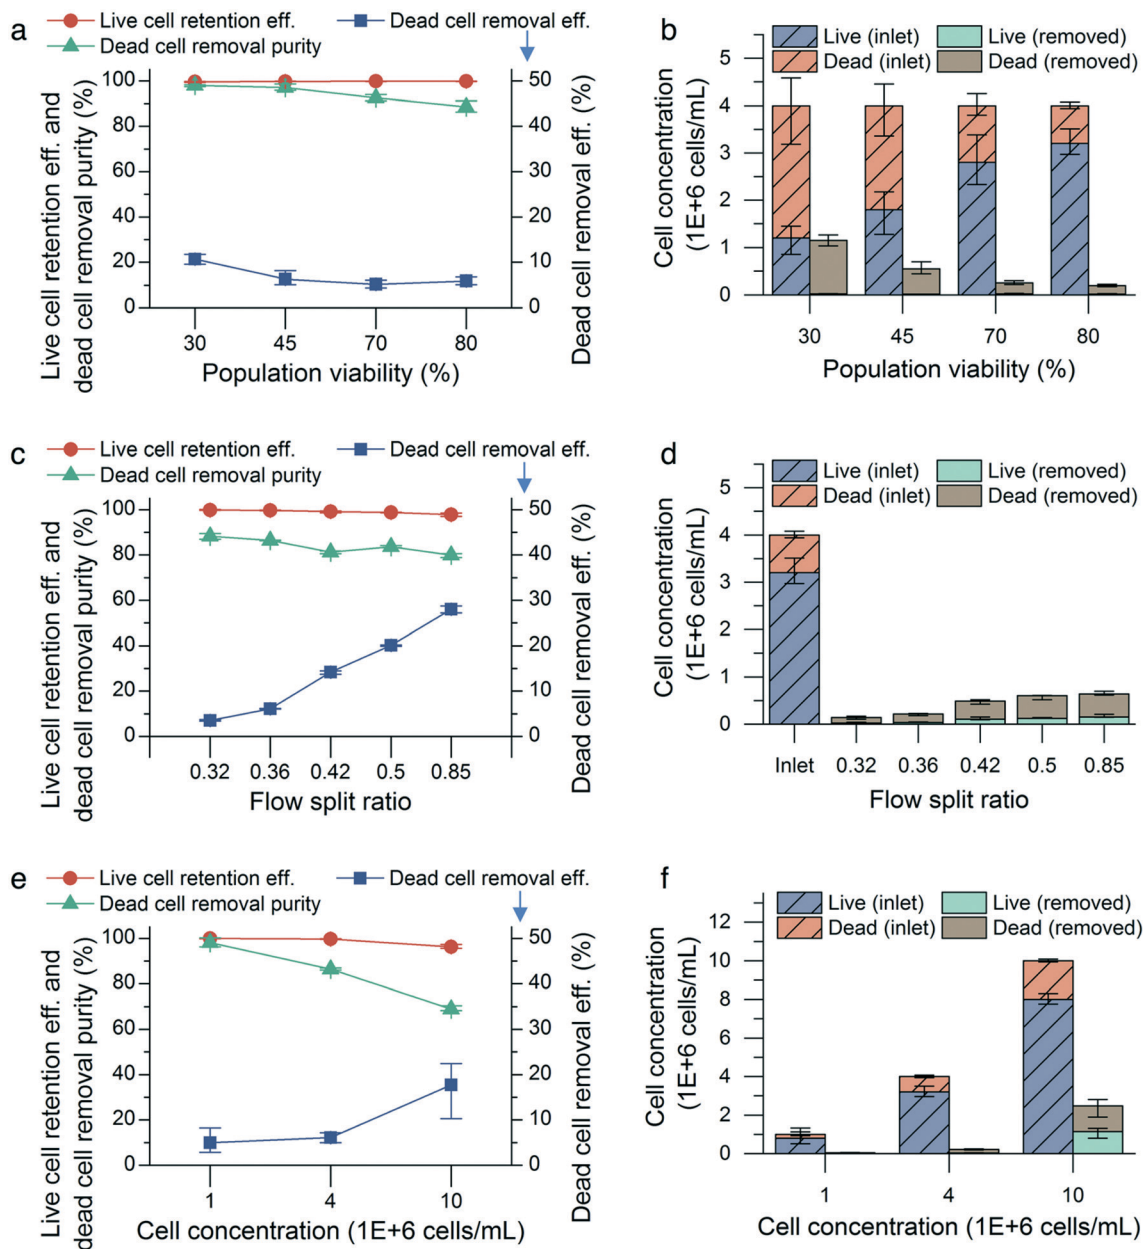 a
Live cell retention eff.
Dead cell removal eff.
Dead cell removal purity
Live cell retention eff. and
dead cell removal purity (%)
100
80
60
40
20
0
50
40
30
20
10
0
Dead cell removal eff. (%)
30 45 70 80
Population viability (%)
b
Live (inlet) Live (removed)
Dead (inlet) Dead (removed)
Cell concentration
(1E+6 cells/mL)
5
4
3
2
1
0
30 45 70 80
Population viability (%)
c
Live cell retention eff.
Dead cell removal eff.
Dead cell removal purity
Live cell retention eff. and
dead cell removal purity (%)
100
80
60
40
20
0
50
40
30
20
10
0
Dead cell removal eff. (%)
0.32 0.36 0.42 0.5 0.85
Flow split ratio
d
Live (inlet) Live (removed)
Dead (inlet) Dead (removed)
Cell concentration
(1E+6 cells/mL)
5
4
3
2
1
0
Inlet 0.32 0.36 0.42 0.5 0.85
Flow split ratio
e
Live cell retention eff.
Dead cell removal eff.
Dead cell removal purity
Live cell retention eff. and
dead cell removal purity (%)
100
80
60
40
20
0
50
40
30
20
10
0
Dead cell removal eff. (%)
1 4 10
Cell concentration (1E+6 cells/mL)
f
Live (inlet) Live (removed)
Dead (inlet) Dead (removed)
Cell concentration
(1E+6 cells/mL)
12
10
8
6
4
2
0
1 4 10
Cell concentration (1E+6 cells/mL)